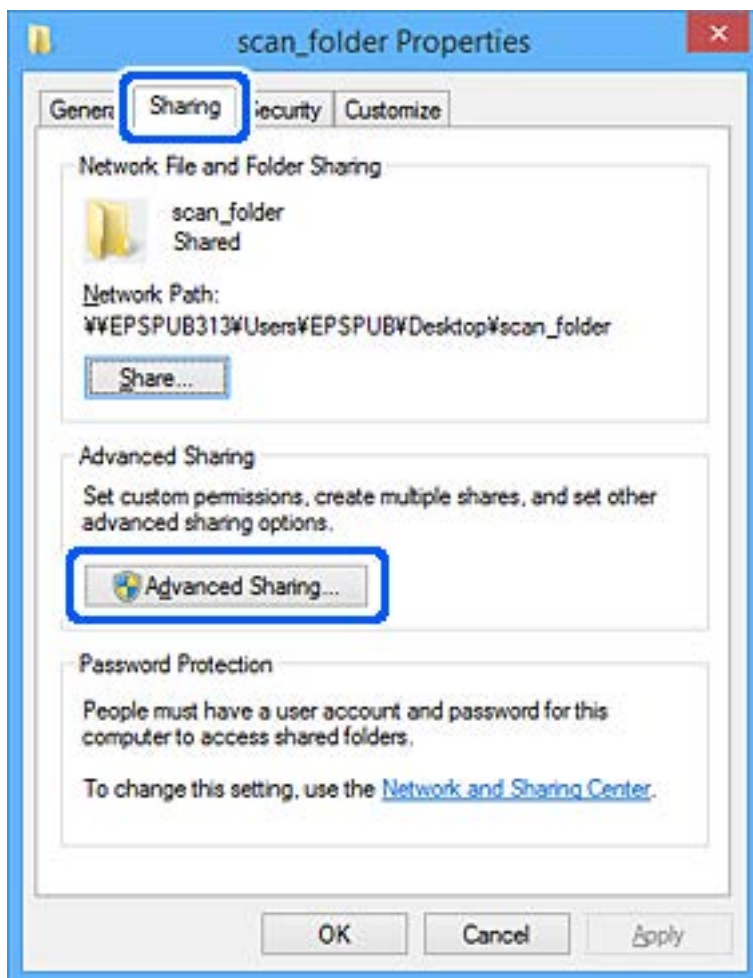 scan_folder Properties
Sharing
Customize
Network File and Folder Sharing
scan_folder
Shared
Network Path:
¥¥EPSPUB313¥Users¥EPSPUB¥Desktop¥scan_folder
Share...
Advanced Sharing
Set custom permissions, create multiple shares, and set other
advanced sharing options.
Advanced Sharing...
Password Protection
People must have a user account and password for this
computer to access shared folders.
To change this setting, use the Network and Sharing Center.
OK Cancel Apply